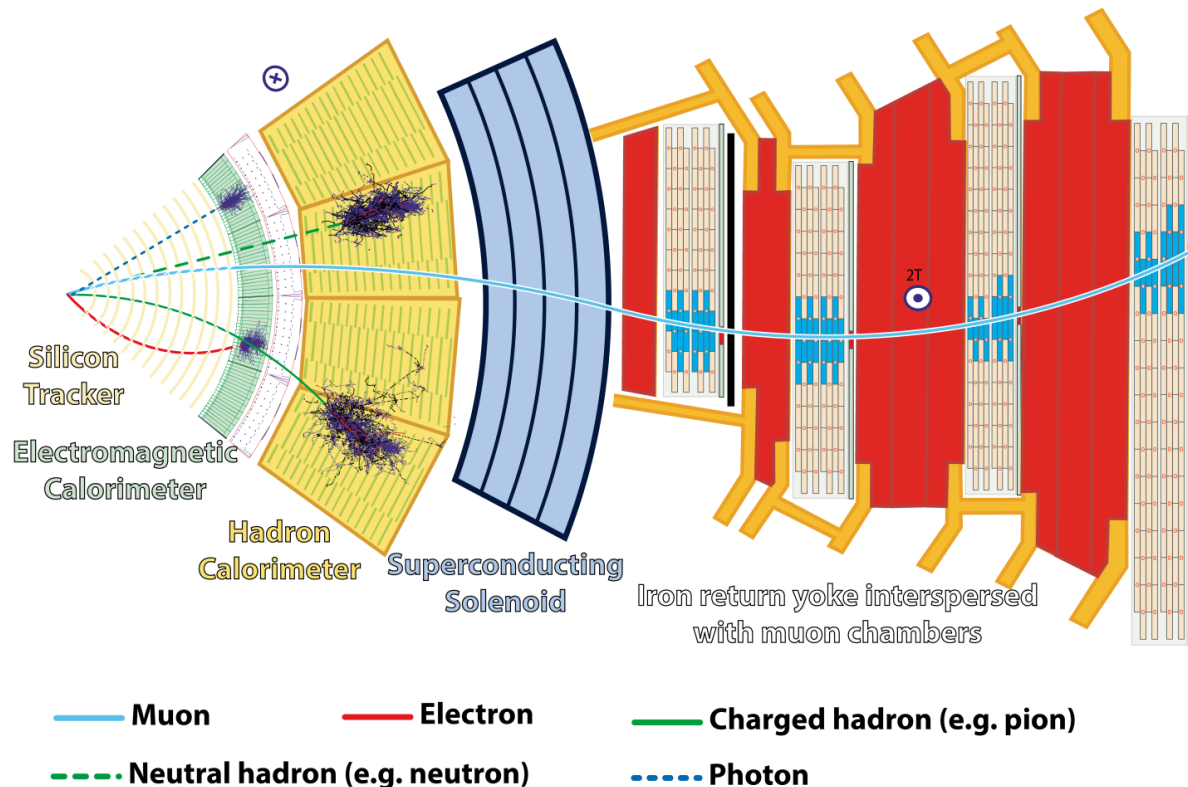 2T
Silicon
Tracker
Electromagnetic
Calorimeter
Hadron
Calorimeter
Superconducting
Solenoid
Iron return yoke interspersed
with muon chambers
Muon
Electron
Charged hadron (e.g. pion)
Neutral hadron (e.g. neutron)
Photon